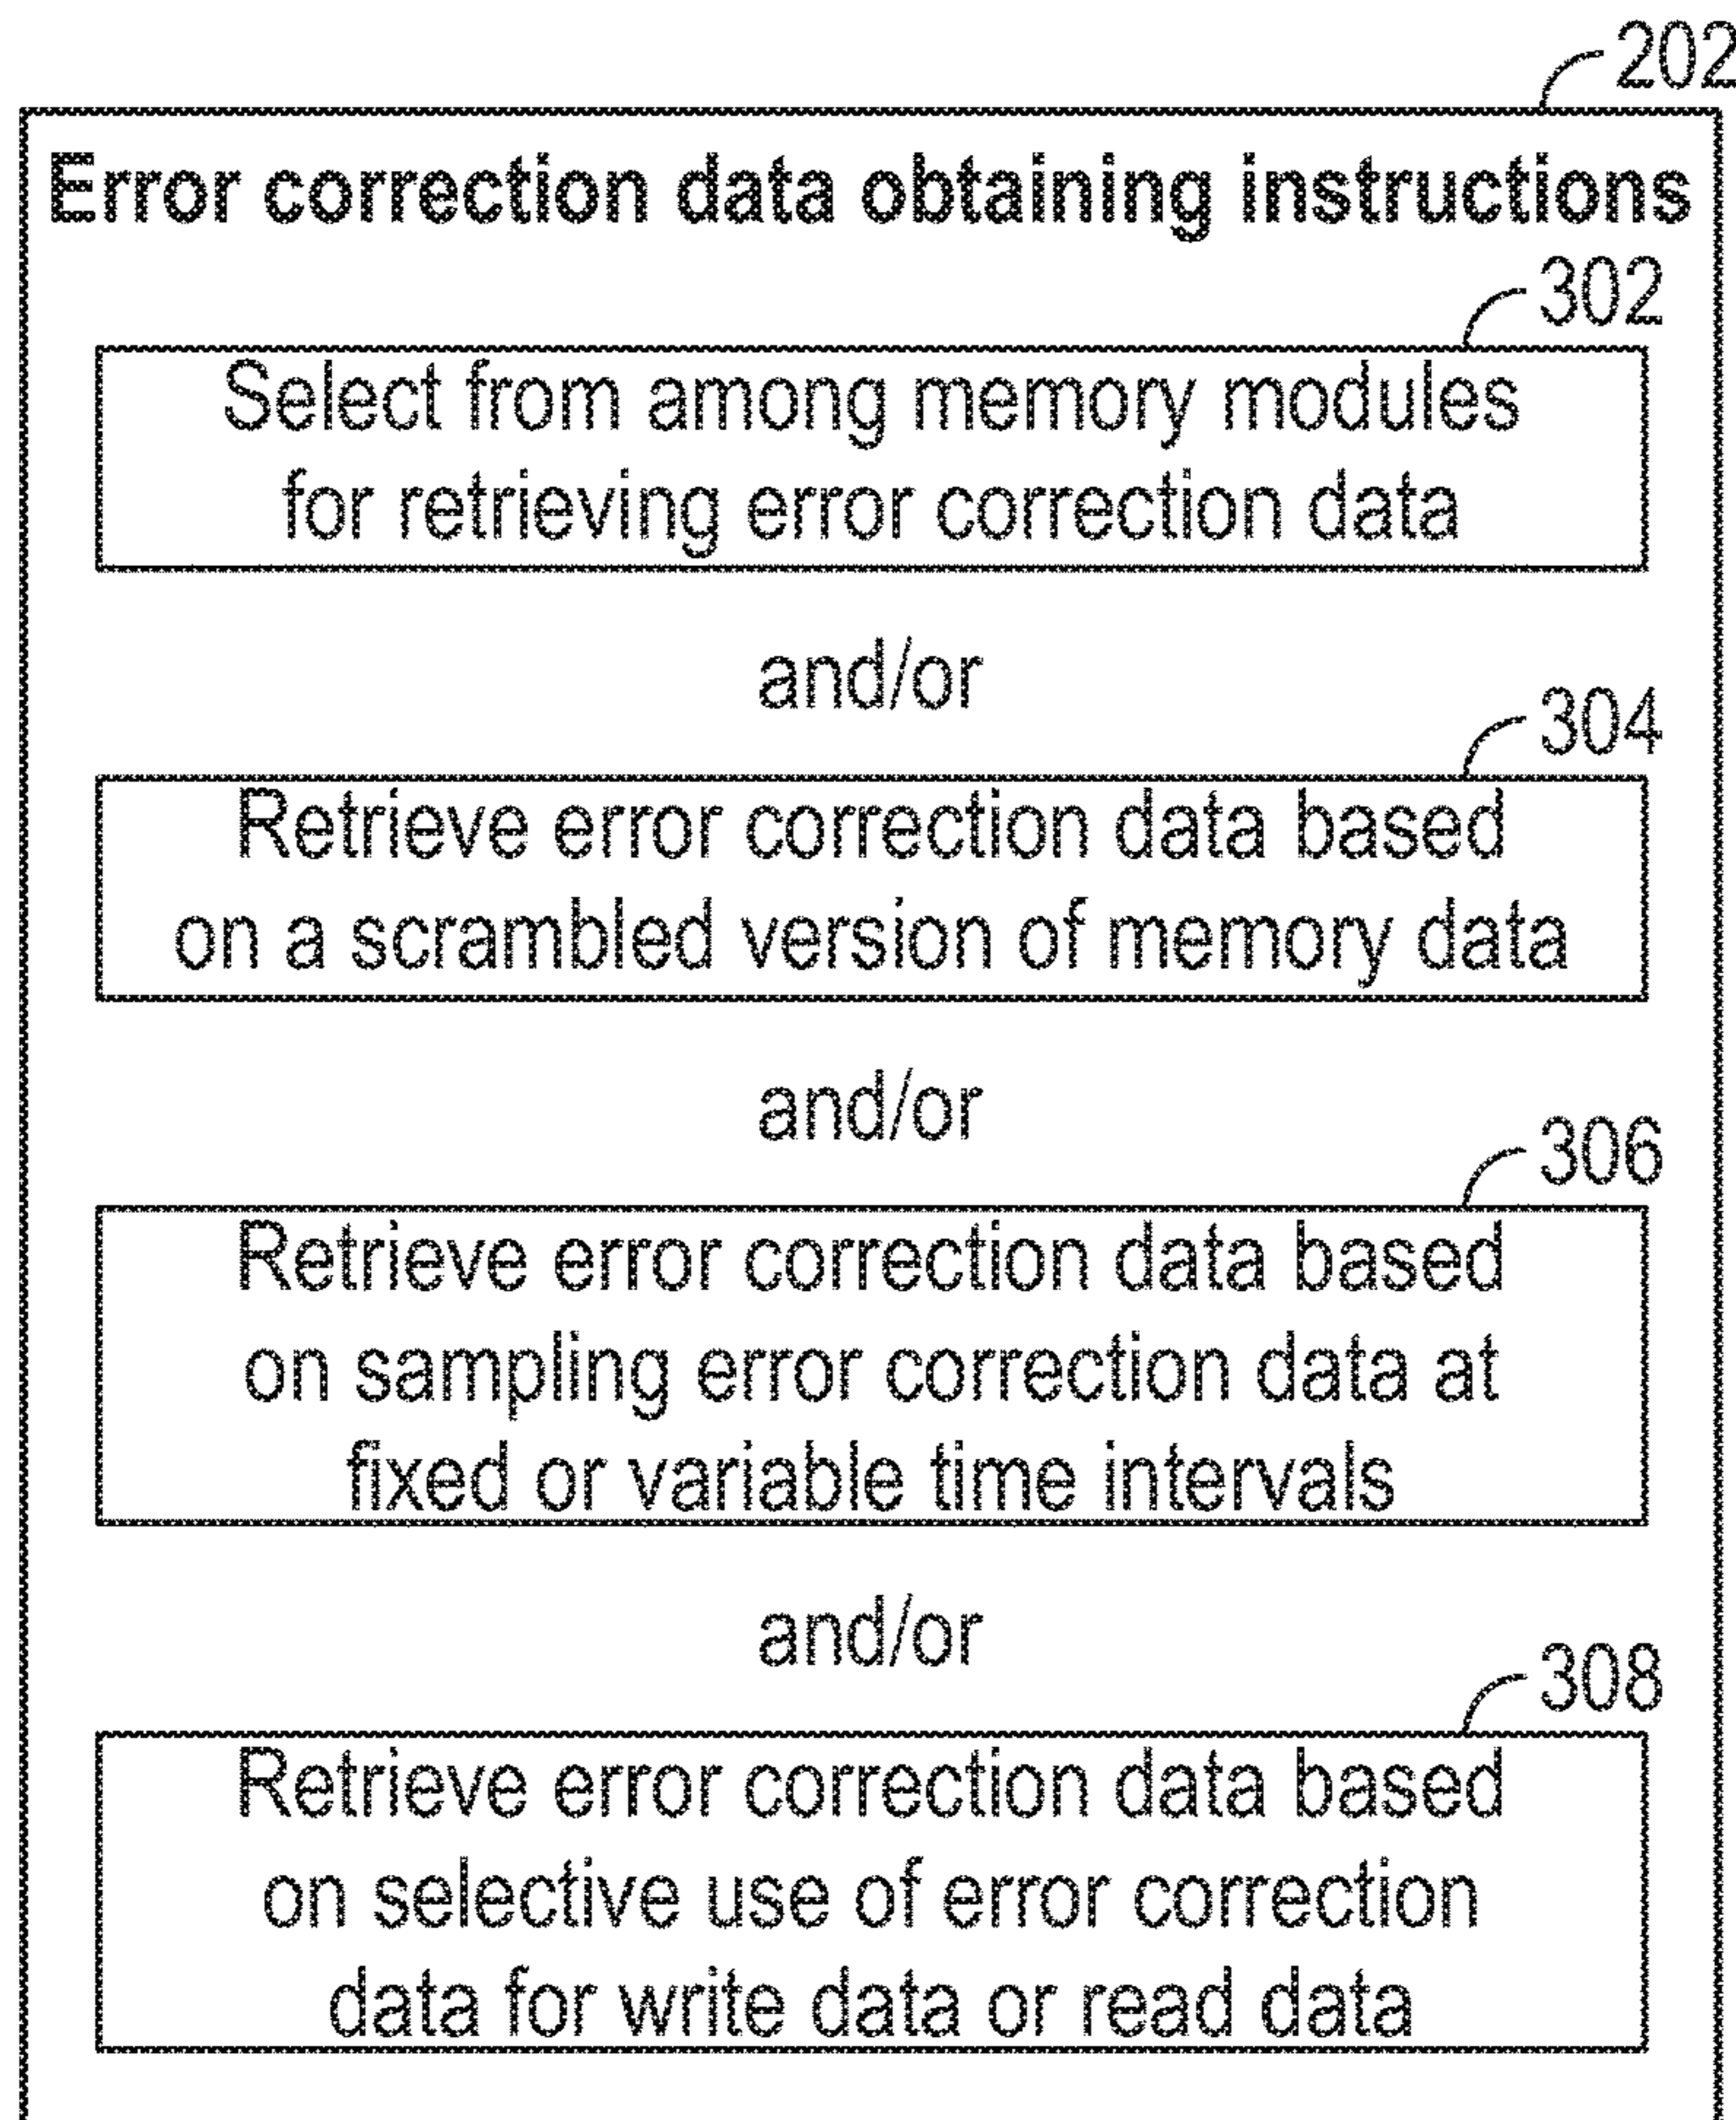 202
Error correction data obtaining instructions
302
Select from among memory modules
for retrieving error correction data
and/or
304
Retrieve error correction data based
on a scrambled version of memory data
and/or
306
Retrieve error correction data based
on sampling error correction data at
fixed or variable time intervals
and/or
308
Retrieve error correction data based
on selective use of error correction
data for write data or read data